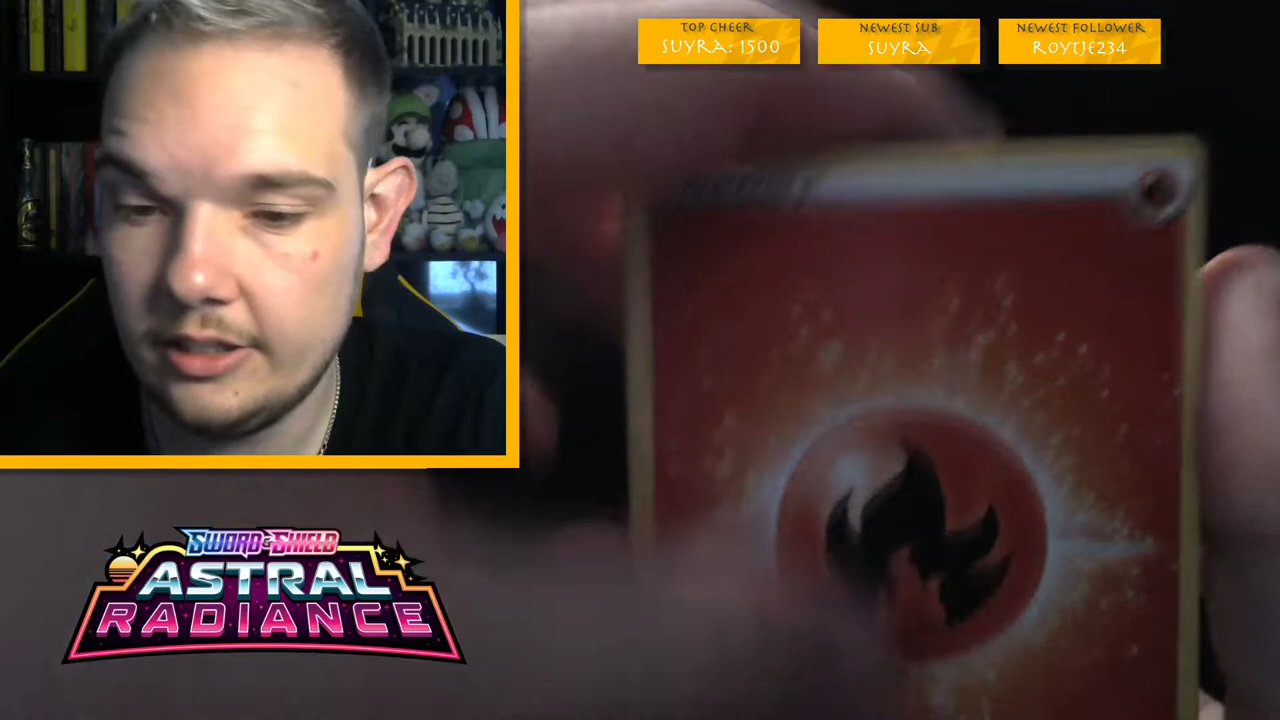 TOP CHEER
SUYRA: 1500
NEWEST SUB
SUYRA
NEWEST FOLLOWER
ROYTJE234
SWORD & SHIELD
ASTRAL
RADIANCE